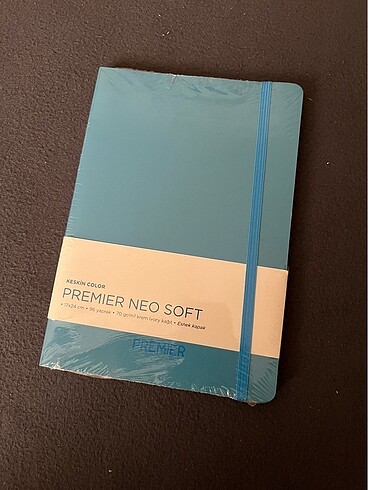 KESKİN COLOR
PREMIER NEO SOFT
• 17x24 cm • 96 yaprak • 70 gr/m² krem ivory kağıt • Esnek kapak
PREMIER